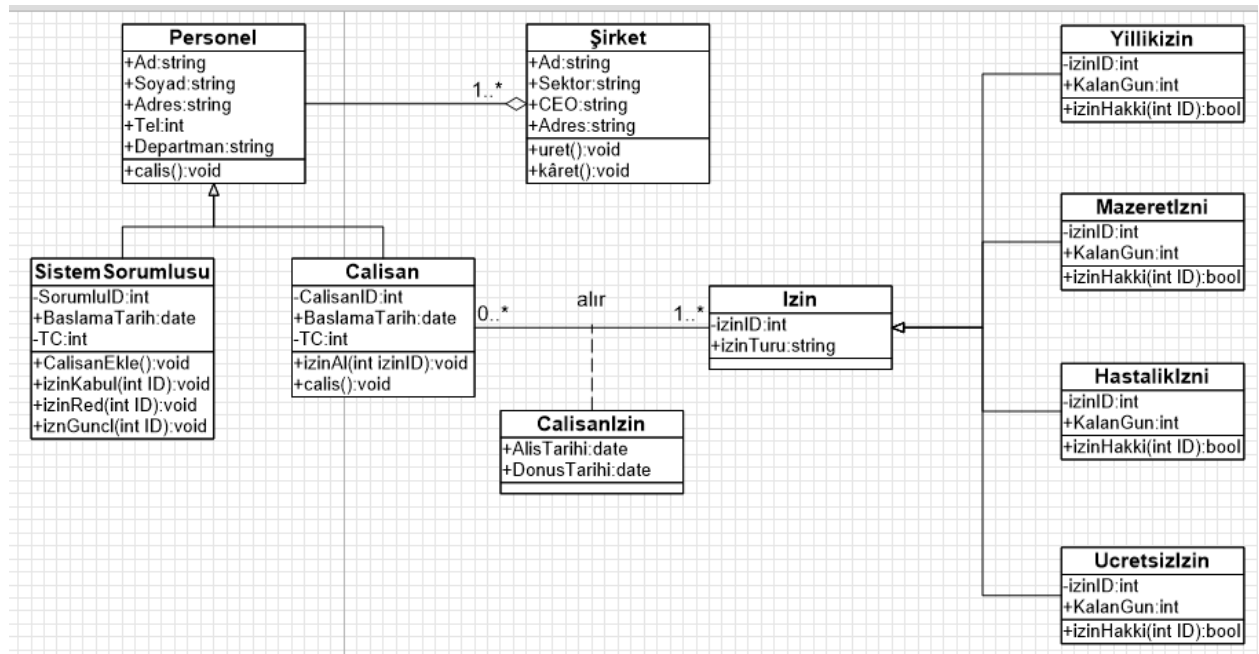 Personel
+Ad:string
+Soyad:string
+Adres:string
+Tel:int
+Departman:string
+calis():void
1..*
Şirket
+Ad:string
+Sektor:string
+CEO:string
+Adres:string
+uret():void
+kâret():void
Yillikizin
-izinID:int
+KalanGun:int
+izinHakki(int ID):bool
MazeretIzni
-izinID:int
+KalanGun:int
+izinHakki(int ID):bool
SistemSorumlusu
-SorumluID:int
+BaslamaTarih:date
-TC:int
+CalisanEkle():void
+izinKabul(int ID):void
+izinRed(int ID):void
+iznGuncl(int ID):void
Calisan
-CalisanID:int
+BaslamaTarih:date
-TC:int
+izinAl(int izinID):void
+calis():void
0..*
alır
1..*
Izin
-izinID:int
+izinTuru:string
CalisanIzin
+AlisTarihi:date
+DonusTarihi:date
HastalikIzni
-izinID:int
+KalanGun:int
+izinHakki(int ID):bool
UcretsizIzin
-izinID:int
+KalanGun:int
+izinHakki(int ID):bool